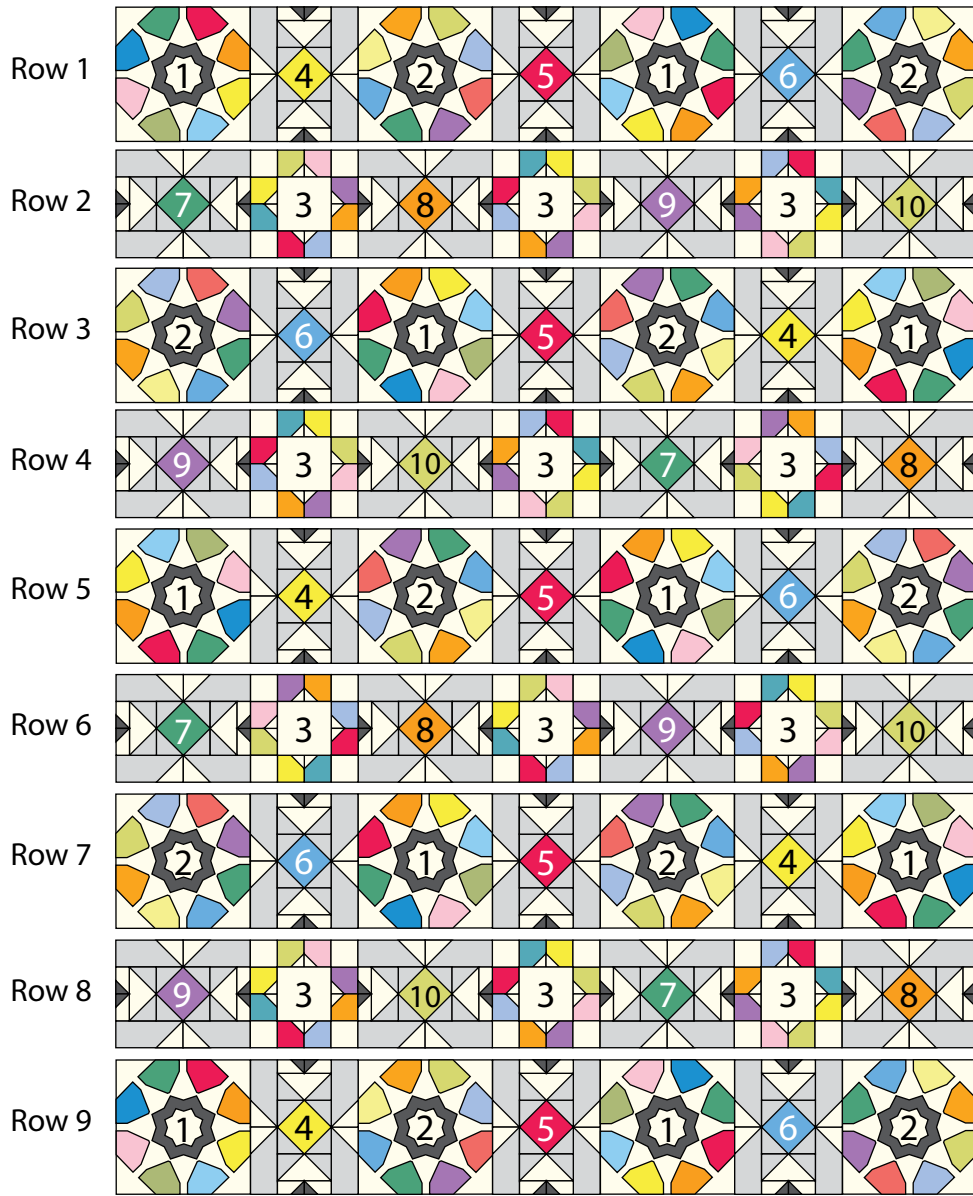 Row 1 1 4 2 5 1 6 2
Row 2 7 3 8 3 9 3 10
Row 3 2 6 1 5 2 4 1
Row 4 9 3 10 3 7 3 8
Row 5 1 4 2 5 1 6 2
Row 6 7 3 8 3 9 3 10
Row 7 2 6 1 5 2 4 1
Row 8 9 3 10 3 7 3 8
Row 9 1 4 2 5 1 6 2